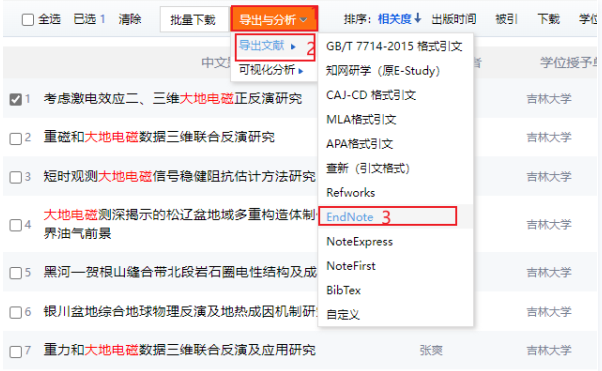 全选 已选 1 清除 批量下载 导出与分析 排序: 相关度↓ 出版时间 被引 下载 学位
导出文献 2
可视化分析
GB/T 7714-2015 格式引文
知网研学（原E-Study）
CAJ-CD 格式引文
MLA格式引文
APA格式引文
查新（引文格式）
Refworks
EndNote 3
NoteExpress
NoteFirst
BibTex
自定义
中文 者 学位授予单
1 考虑激电效应二、三维大地电磁正反演研究 吉林大学
2 重磁和大地电磁数据三维联合反演研究 吉林大学
3 短时观测大地电磁信号稳健阻抗估计方法研究 吉林大学
4 大地电磁测深揭示的松辽盆地域多重构造体制
界油气前景 吉林大学
5 黑河—贺根山缝合带北段岩石圈电性结构及成 吉林大学
6 银川盆地综合地球物理反演及地热成因机制研 吉林大学
7 重力和大地电磁数据三维联合反演及应用研究 张奭 吉林大学